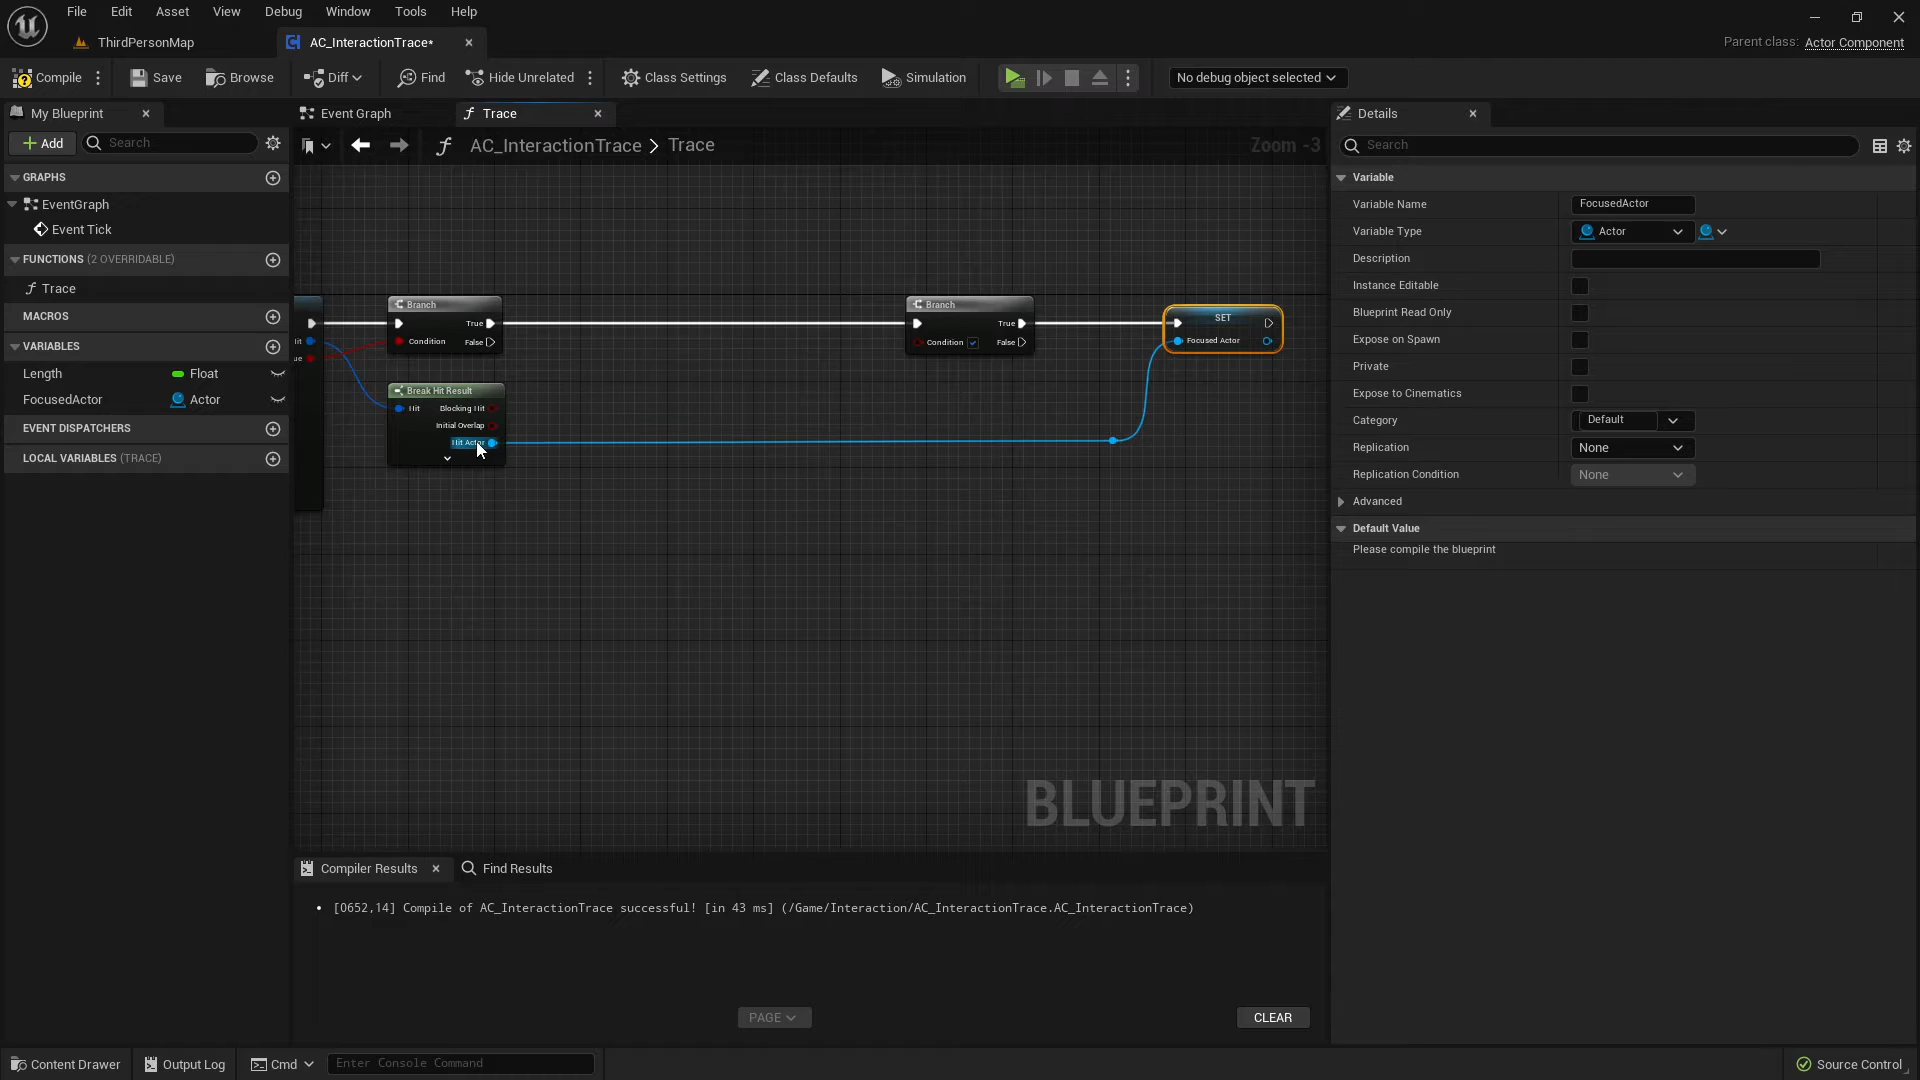 File Edit Asset View Debug Window Tools Help
ThirdPersonMap
AC_InteractionTrace*
Parent class: Actor Component
Compile Save Browse Diff Find Hide Unrelated Class Settings Class Defaults Simulation No debug object selected
My Blueprint
Event Graph
Trace
Details
Add Search
AC_InteractionTrace > Trace
Zoom -3
Search
GRAPHS
EventGraph
Event Tick
FUNCTIONS (2 OVERRIDABLE)
Trace
MACROS
VARIABLES
Length Float
FocusedActor Actor
EVENT DISPATCHERS
LOCAL VARIABLES (TRACE)
Branch
True
Condition False
Break Hit Result
Hit Blocking Hit
Initial Overlap
Hit Actor
Branch
True
Condition False
SET
Focused Actor
BLUEPRINT
Variable
Variable Name FocusedActor
Variable Type Actor
Description
Instance Editable
Blueprint Read Only
Expose on Spawn
Private
Expose to Cinematics
Category Default
Replication None
Replication Condition None
Advanced
Default Value
Please compile the blueprint
Compiler Results
Find Results
• [0652,14] Compile of AC_InteractionTrace successful! [in 43 ms] (/Game/Interaction/AC_InteractionTrace.AC_InteractionTrace)
PAGE
CLEAR
Content Drawer Output Log Cmd Enter Console Command
Source Control